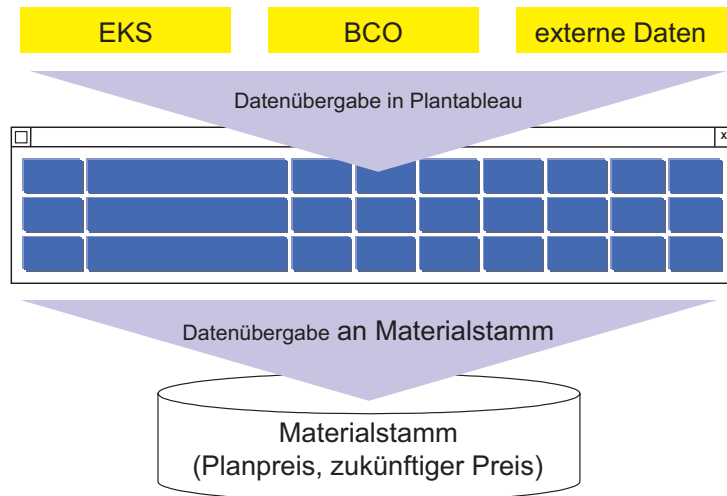 EKS
BCO
externe Daten
Datenübergabe in Plantableau
x
Datenübergabe an Materialstamm
Materialstamm
(Planpreis, zukünftiger Preis)